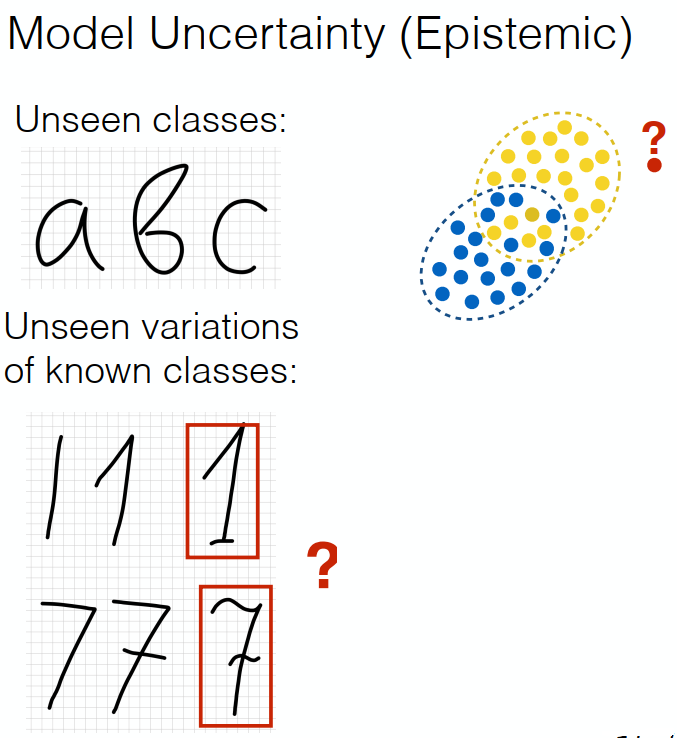 Model Uncertainty (Epistemic)
Unseen classes:
a b c
?
Unseen variations
of known classes:
1 1 1
?
7 7 7